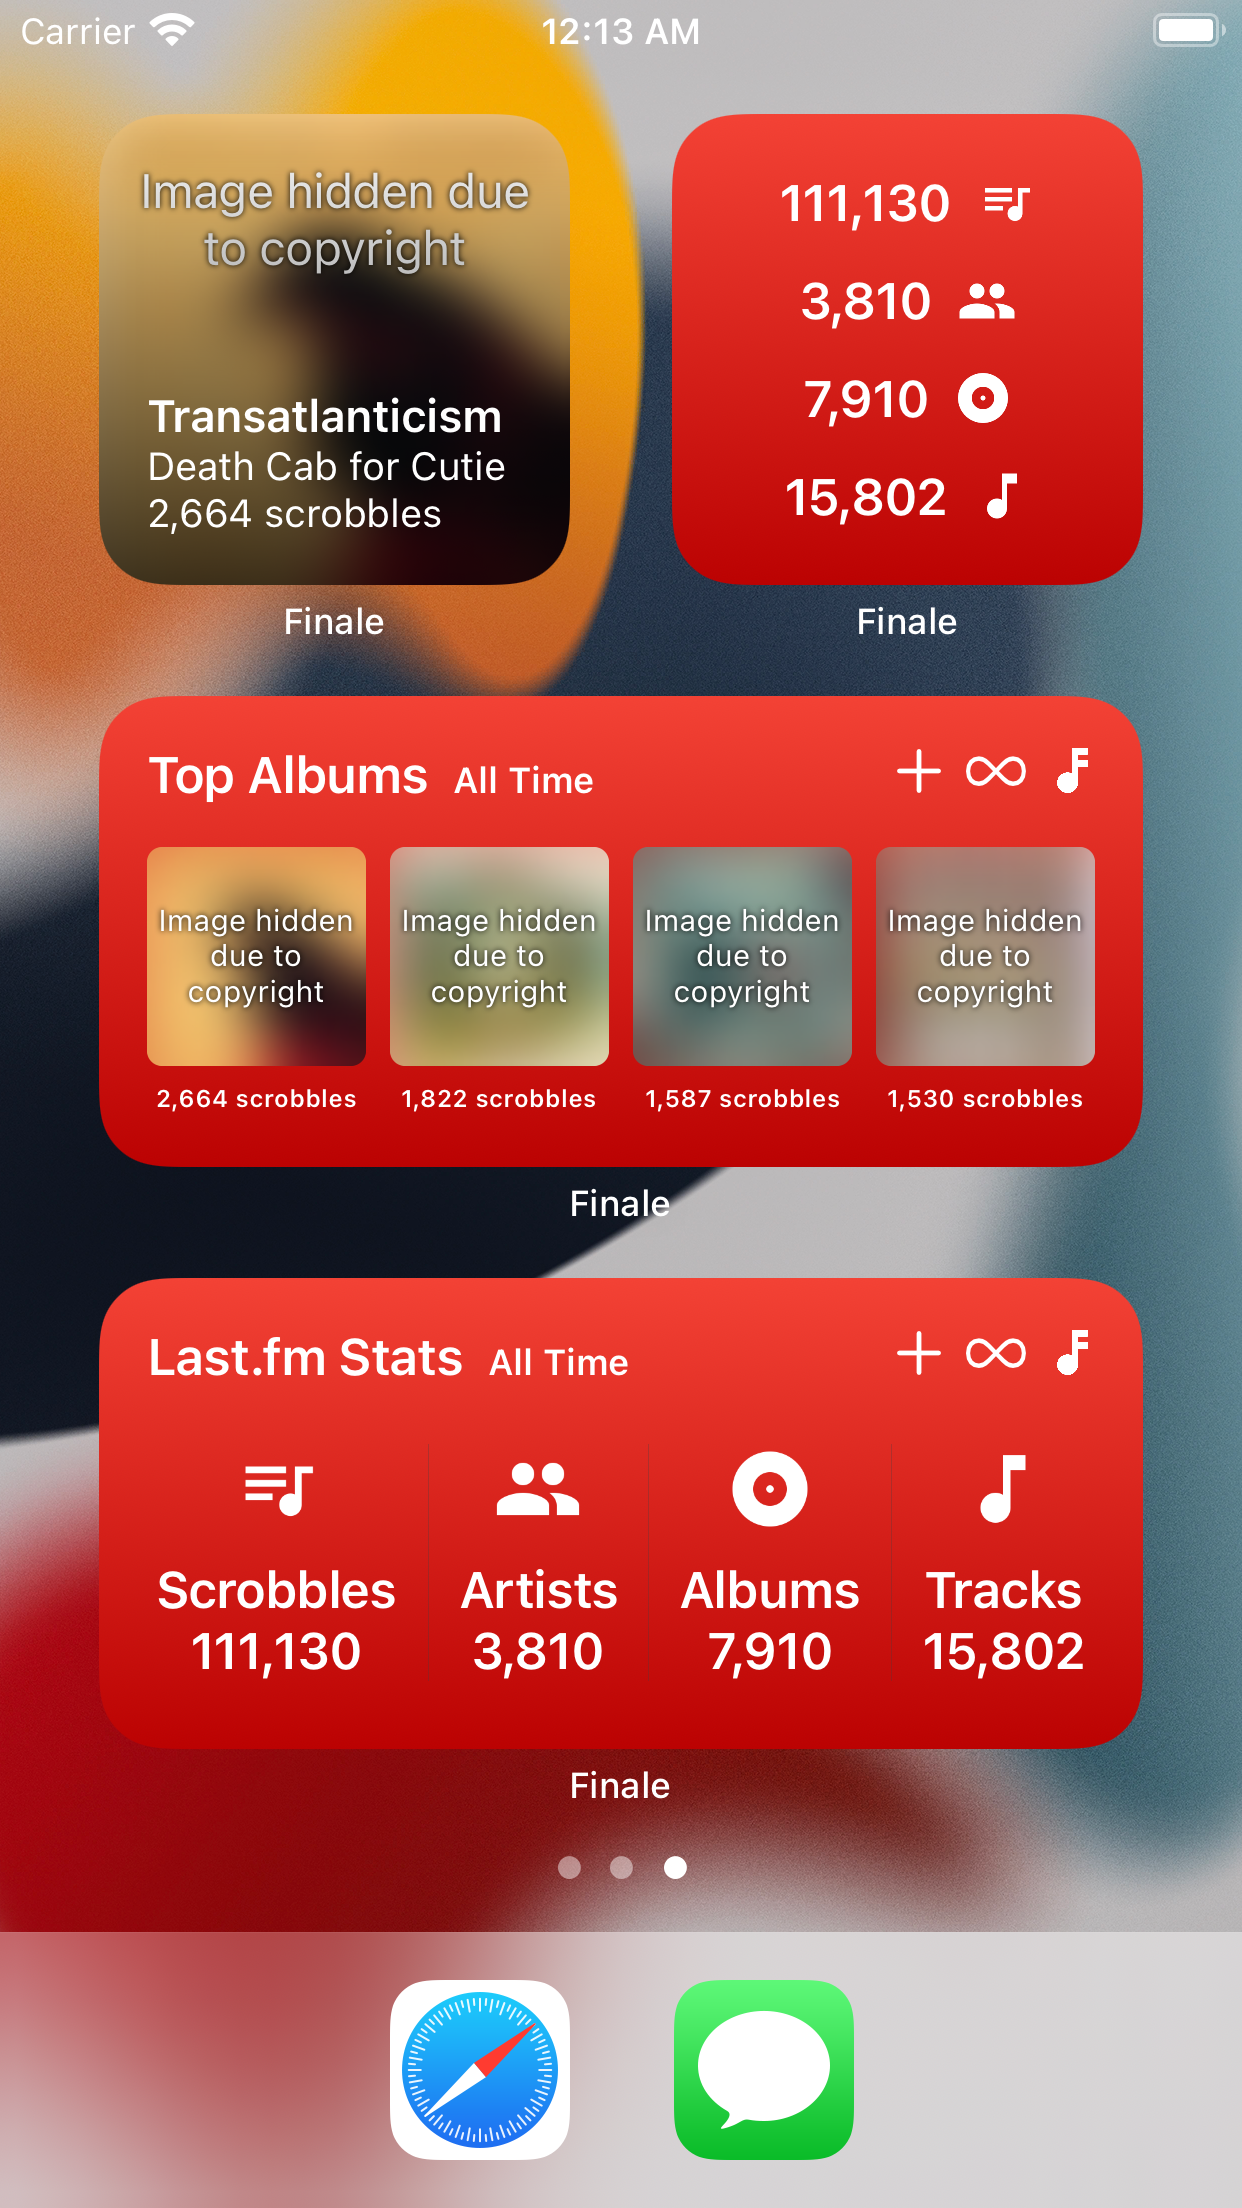 Carrier
12:13 AM
Image hidden due
to copyright
Transatlanticism
Death Cab for Cutie
2,664 scrobbles
Finale
111,130
3,810
7,910
15,802
Finale
Top Albums All Time
Image hidden
due to
copyright
2,664 scrobbles
Image hidden
due to
copyright
1,822 scrobbles
Image hidden
due to
copyright
1,587 scrobbles
Image hidden
due to
copyright
1,530 scrobbles
Finale
Last.fm Stats All Time
Scrobbles
111,130
Artists
3,810
Albums
7,910
Tracks
15,802
Finale